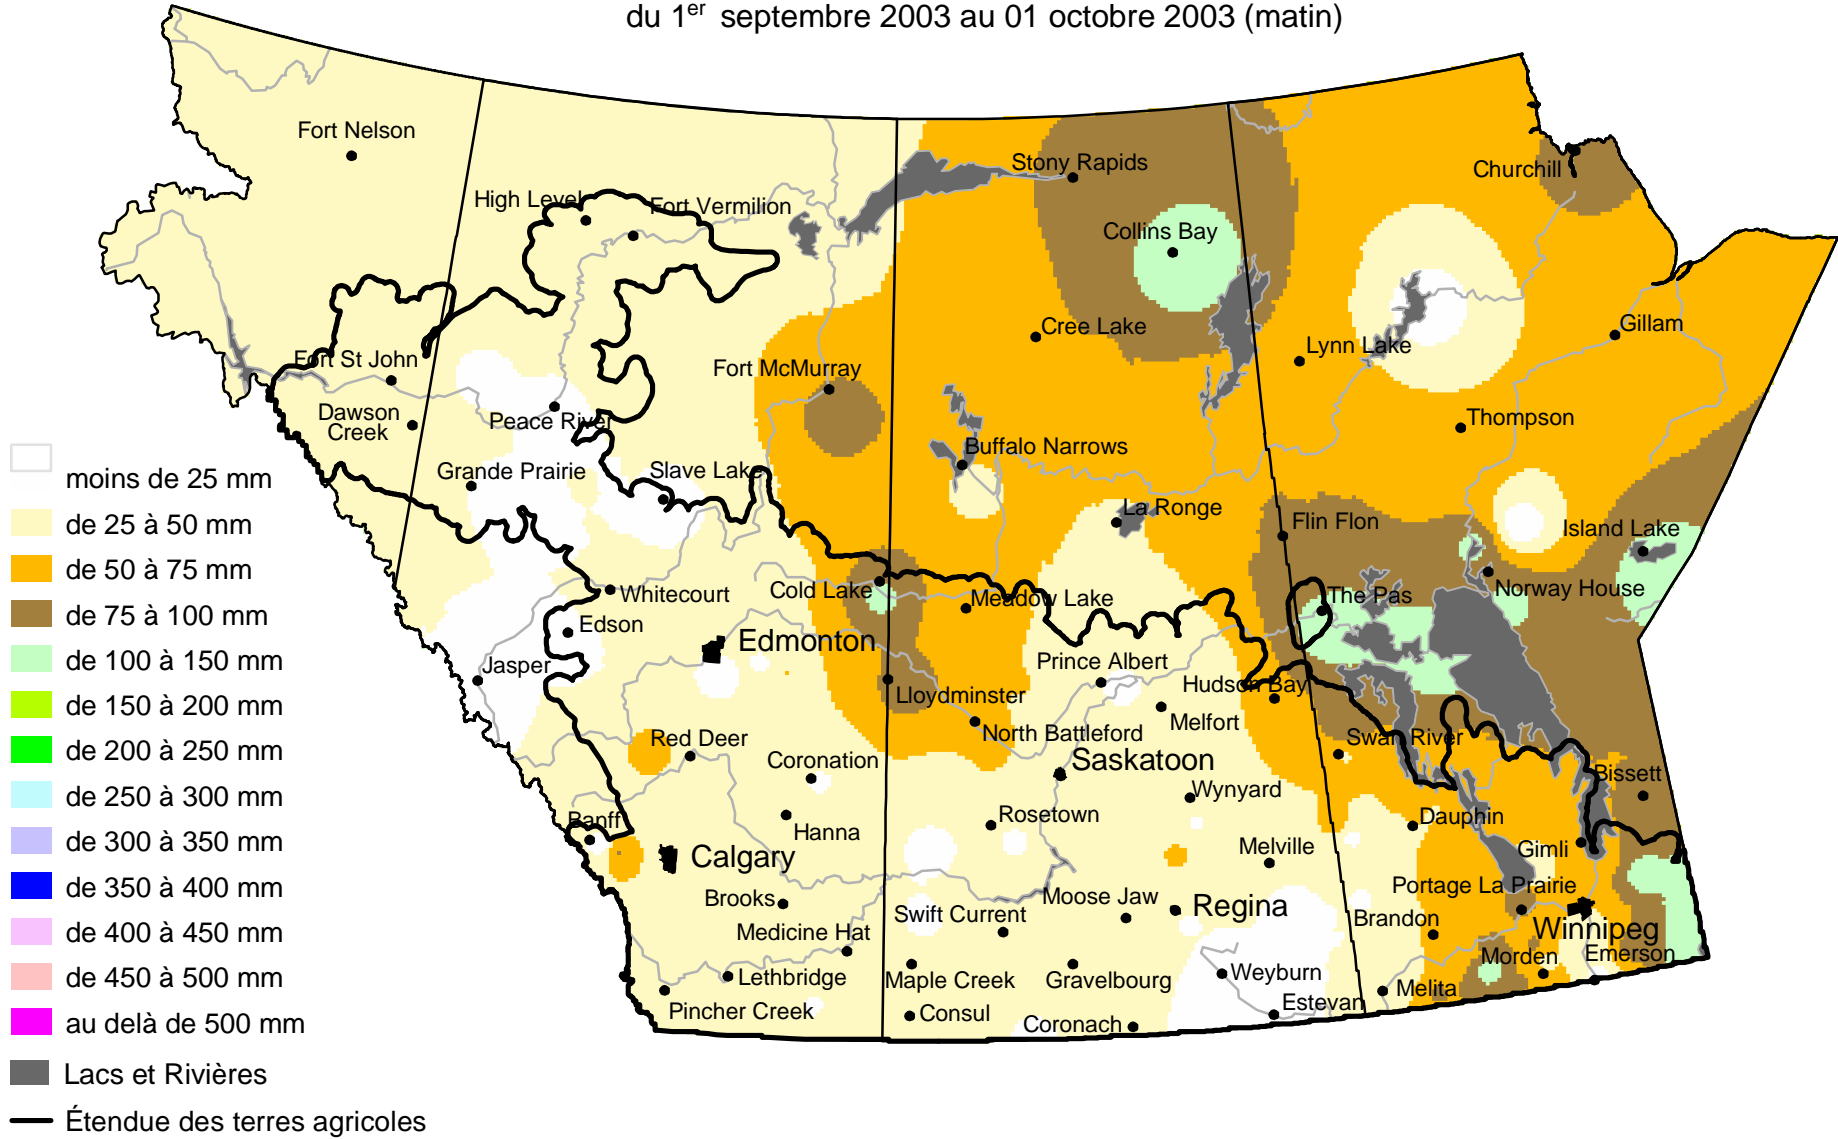 du 1er septembre 2003 au 01 octobre 2003 (matin)
Fort Nelson
High Level
Fort Vermilion
Stony Rapids
Churchill
Collins Bay
Cree Lake
Gillam
Lynn Lake
Fort St John
Fort McMurray
Dawson
Creek
Peace River
Thompson
Buffalo Narrows
Grande Prairie
Slave Lake
La Ronge
Flin Flon
Island Lake
Whitecourt
Cold Lake
Meadow Lake
The Pas
Norway House
Edson
Edmonton
Jasper
Prince Albert
Hudson Bay
Lloydminster
Melfort
North Battleford
Red Deer
Swan River
Coronation
Saskatoon
Bissett
Wynyard
Banff
Hanna
Rosetown
Dauphin
Calgary
Melville
Gimli
Portage La Prairie
Brooks
Swift Current
Moose Jaw
Regina
Brandon
Winnipeg
Medicine Hat
Morden
Emerson
Lethbridge
Maple Creek
Gravelbourg
Weyburn
Melita
Pincher Creek
Consul
Coronach
Estevan
moins de 25 mm
de 25 à 50 mm
de 50 à 75 mm
de 75 à 100 mm
de 100 à 150 mm
de 150 à 200 mm
de 200 à 250 mm
de 250 à 300 mm
de 300 à 350 mm
de 350 à 400 mm
de 400 à 450 mm
de 450 à 500 mm
au delà de 500 mm
Lacs et Rivières
Étendue des terres agricoles